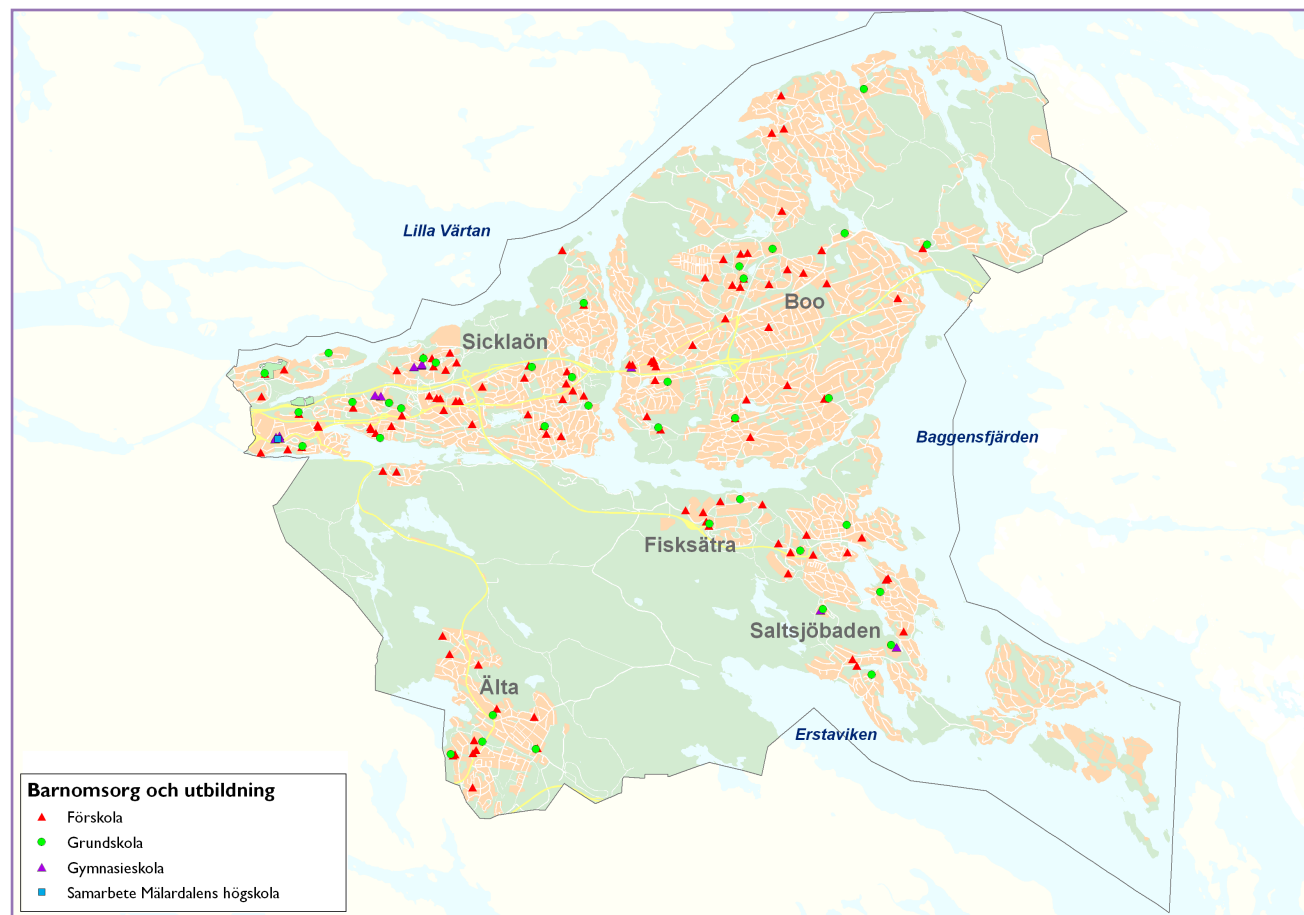 Lilla Värtan
Boo
Sicklaön
Baggensfjärden
Fisksätra
Saltsjöbaden
Älta
Erstaviken
Barnomsorg och utbildning
Förskola
Grundskola
Gymnasieskola
Samarbete Mälardalens högskola